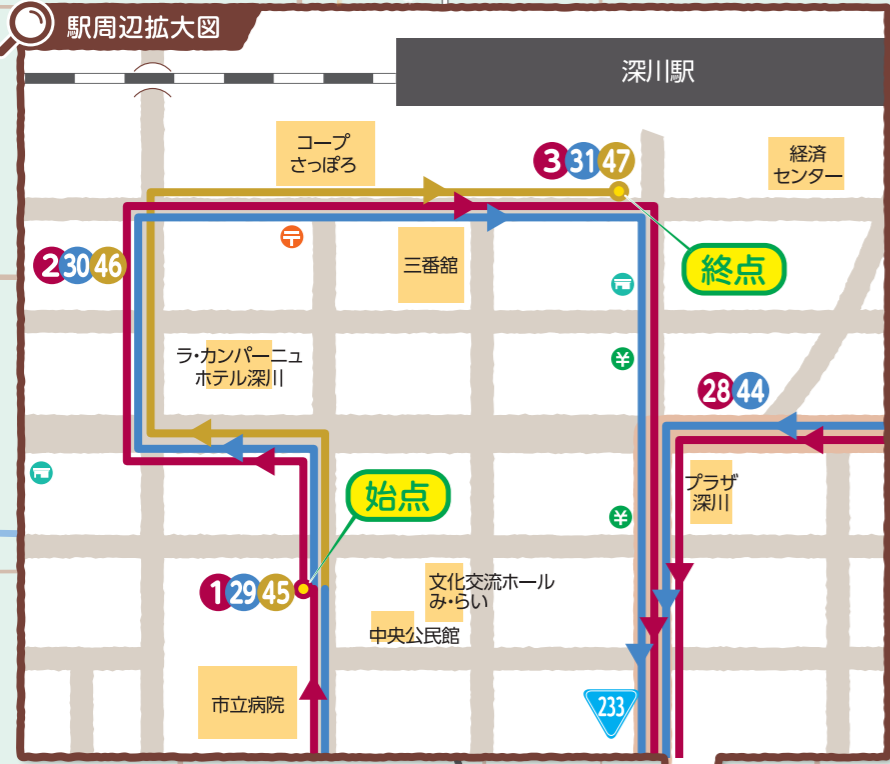 駅周辺拡大図
深川駅
コープ
さっぽろ
3 31 47
経済
センター
2 30 46
〒
三番舘
終点
ラ・カンパーニュ
ホテル深川
¥
28 44
始点
プラザ
深川
¥
1 29 45
文化交流ホール
み・らい
中央公民館
市立病院
233